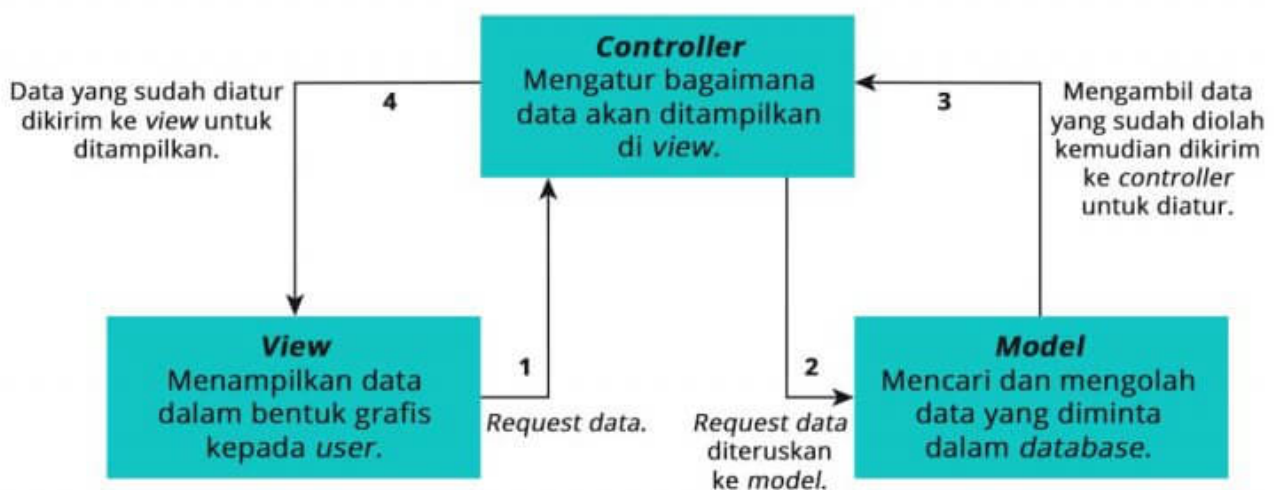 Controller
Mengatur bagaimana
data akan ditampilkan
di view.
Data yang sudah diatur
dikirim ke view untuk
ditampilkan.
4
3
Mengambil data
yang sudah diolah
kemudian dikirim
ke controller
untuk diatur.
View
Menampilkan data
dalam bentuk grafis
kepada user.
1
Request data.
2
Request data
diteruskan
ke model.
Model
Mencari dan mengolah
data yang diminta
dalam database.